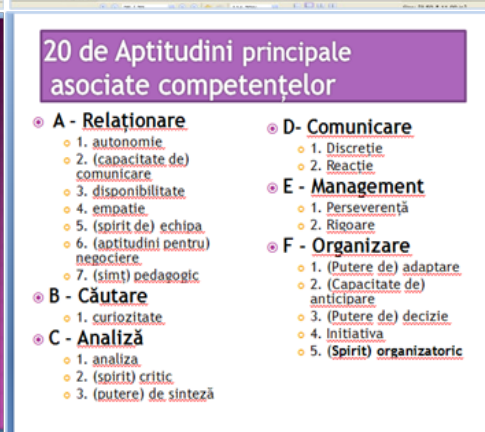 20 de Aptitudini principale
asociate competențelor
A - Relaționare
1. autonomie
2. (capacitate de)
comunicare
3. disponibilitate
4. empatie
5. (spirit de) echipa
6. (aptitudini pentru)
negociere
7. (simț) pedagogic
B - Căutare
1. curiozitate
C - Analiză
1. analiza
2. (spirit) critic
3. (putere) de sinteză
D- Comunicare
1. Discreție
2. Reacție
E - Management
1. Perseverență
2. Rigoare
F - Organizare
1. (Putere de) adaptare
2. (Capacitate de)
anticipare
3. (Putere de) decizie
4. Initiativa
5. (Spirit) organizatoric